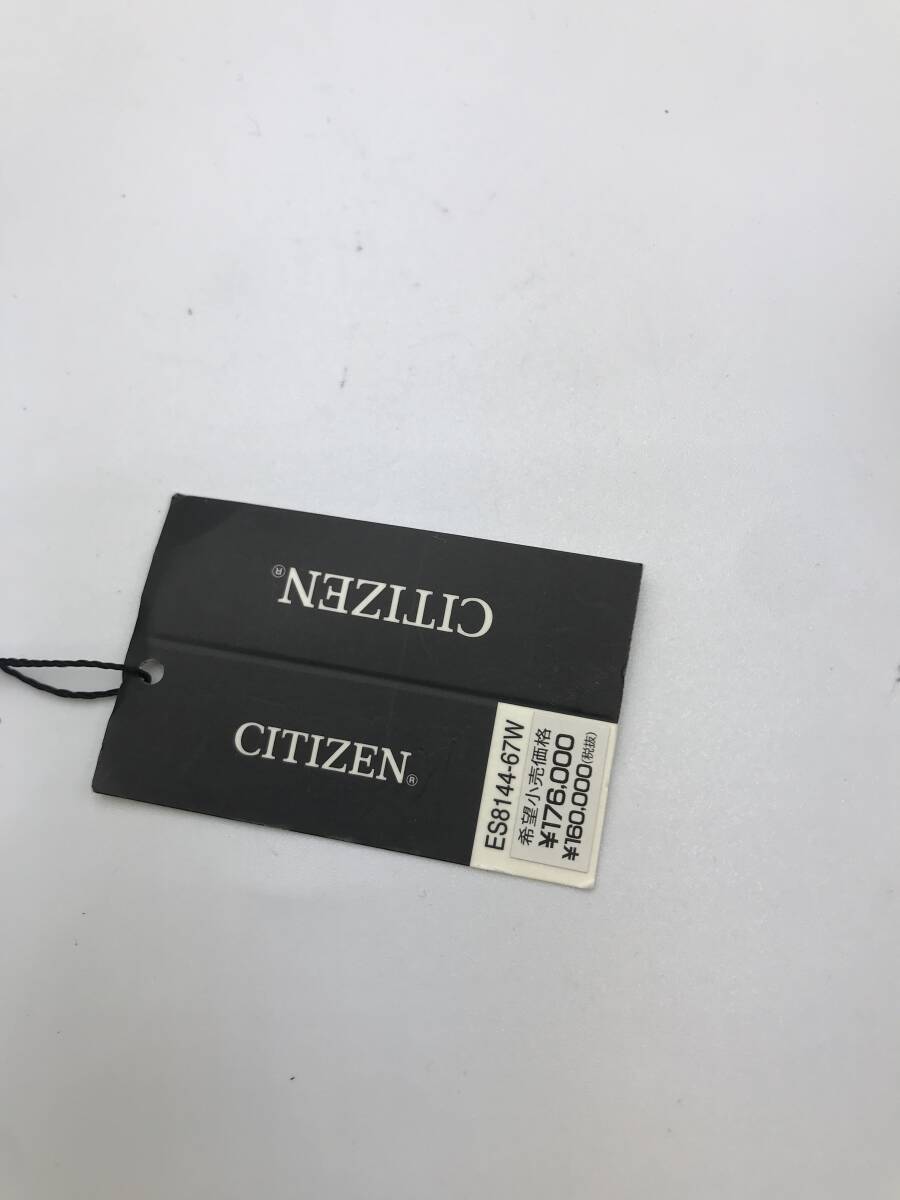 CITIZEN®
CITIZEN®
ES8144-67W
希望小売価格
¥176,000
¥160,000(税抜)